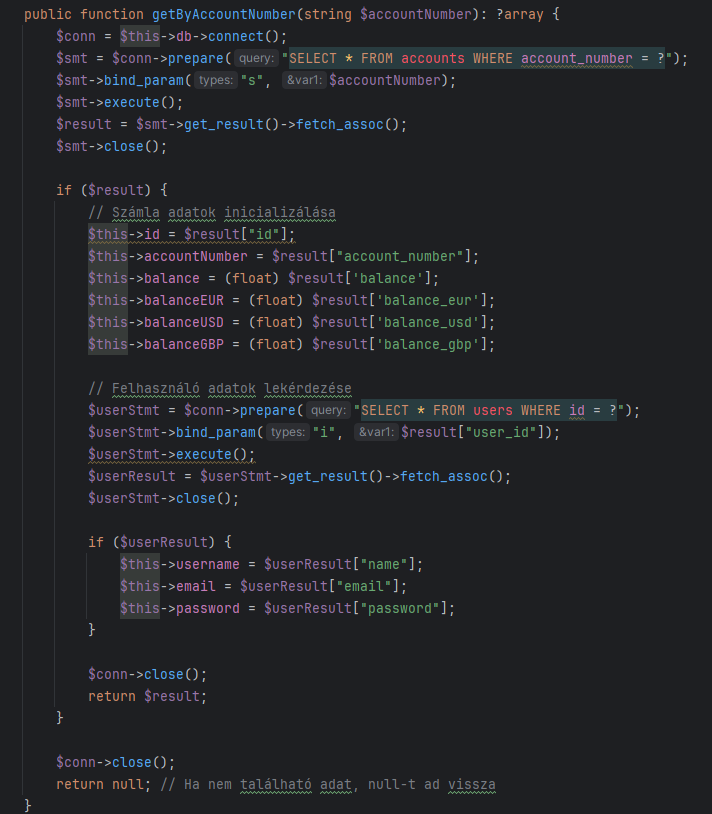 public function getByAccountNumber(string $accountNumber): ?array {
    $conn = $this->db->connect();
    $smt = $conn->prepare( query: "SELECT * FROM accounts WHERE account_number = ?");
    $smt->bind_param( types: "s", &var1: $accountNumber);
    $smt->execute();
    $result = $smt->get_result()->fetch_assoc();
    $smt->close();

    if ($result) {
        // Számla adatok inicializálása
        $this->id = $result["id"];
        $this->accountNumber = $result["account_number"];
        $this->balance = (float) $result['balance'];
        $this->balanceEUR = (float) $result['balance_eur'];
        $this->balanceUSD = (float) $result['balance_usd'];
        $this->balanceGBP = (float) $result['balance_gbp'];

        // Felhasználó adatok lekérdezése
        $userStmt = $conn->prepare( query: "SELECT * FROM users WHERE id = ?");
        $userStmt->bind_param( types: "i", &var1: $result["user_id"]);
        $userStmt->execute();
        $userResult = $userStmt->get_result()->fetch_assoc();
        $userStmt->close();

        if ($userResult) {
            $this->username = $userResult["name"];
            $this->email = $userResult["email"];
            $this->password = $userResult["password"];
        }

        $conn->close();
        return $result;
    }

    $conn->close();
    return null; // Ha nem található adat, null-t ad vissza
}